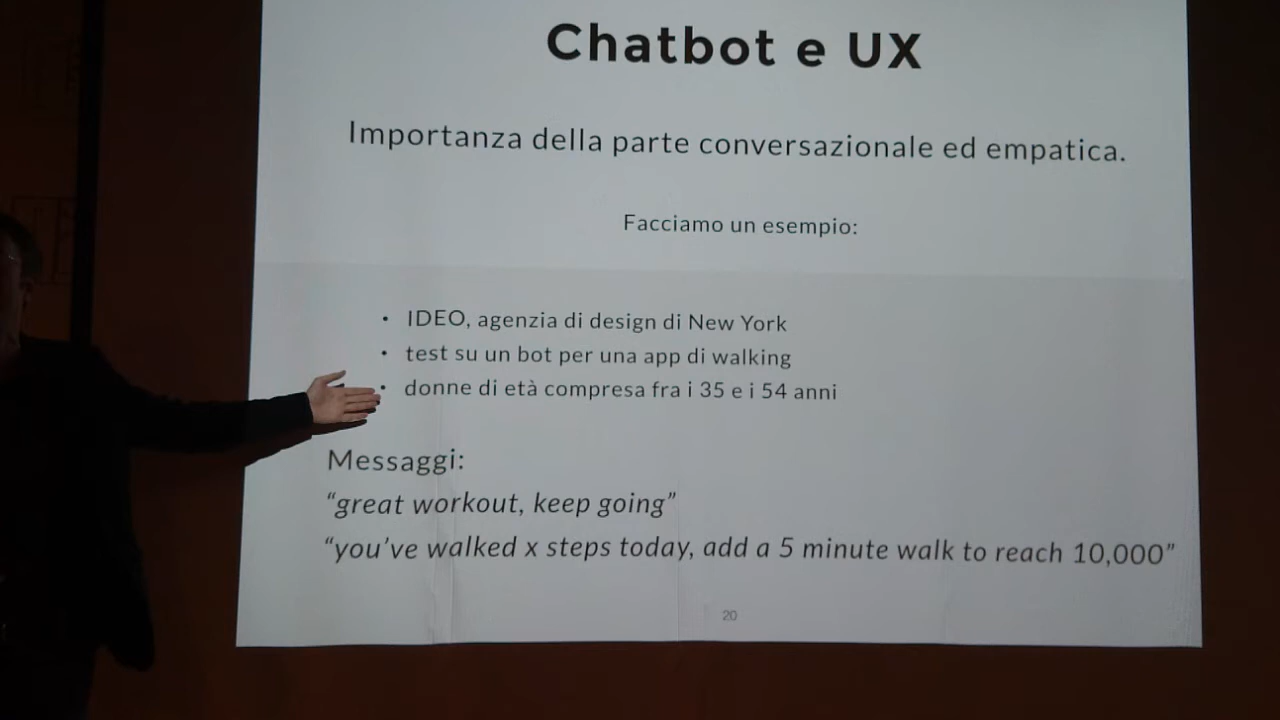 Chatbot e UX
Importanza della parte conversazionale ed empatica.
Facciamo un esempio:
• IDEO, agenzia di design di New York
• test su un bot per una app di walking
• donne di età compresa fra i 35 e i 54 anni
Messaggi:
“great workout, keep going”
“you’ve walked x steps today, add a 5 minute walk to reach 10,000”
20